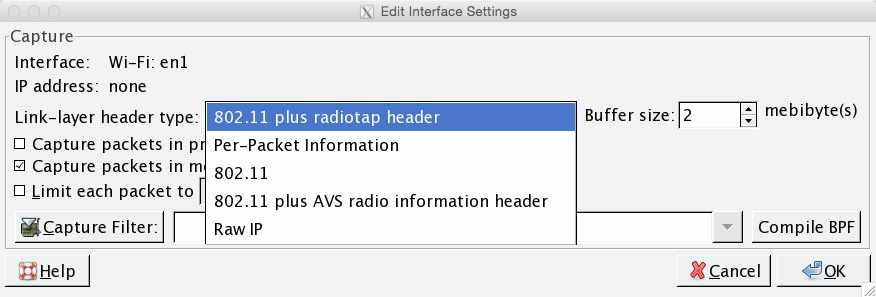 Edit Interface Settings
Capture
Interface: Wi-Fi: en1
IP address: none
Link-layer header type: 802.11 plus radiotap header Buffer size: 2 mebibyte(s)
Capture packets in pr Per-Packet Information
Capture packets in m 802.11
Limit each packet to 802.11 plus AVS radio information header
Raw IP
Capture Filter: Compile BPF
Help Cancel OK